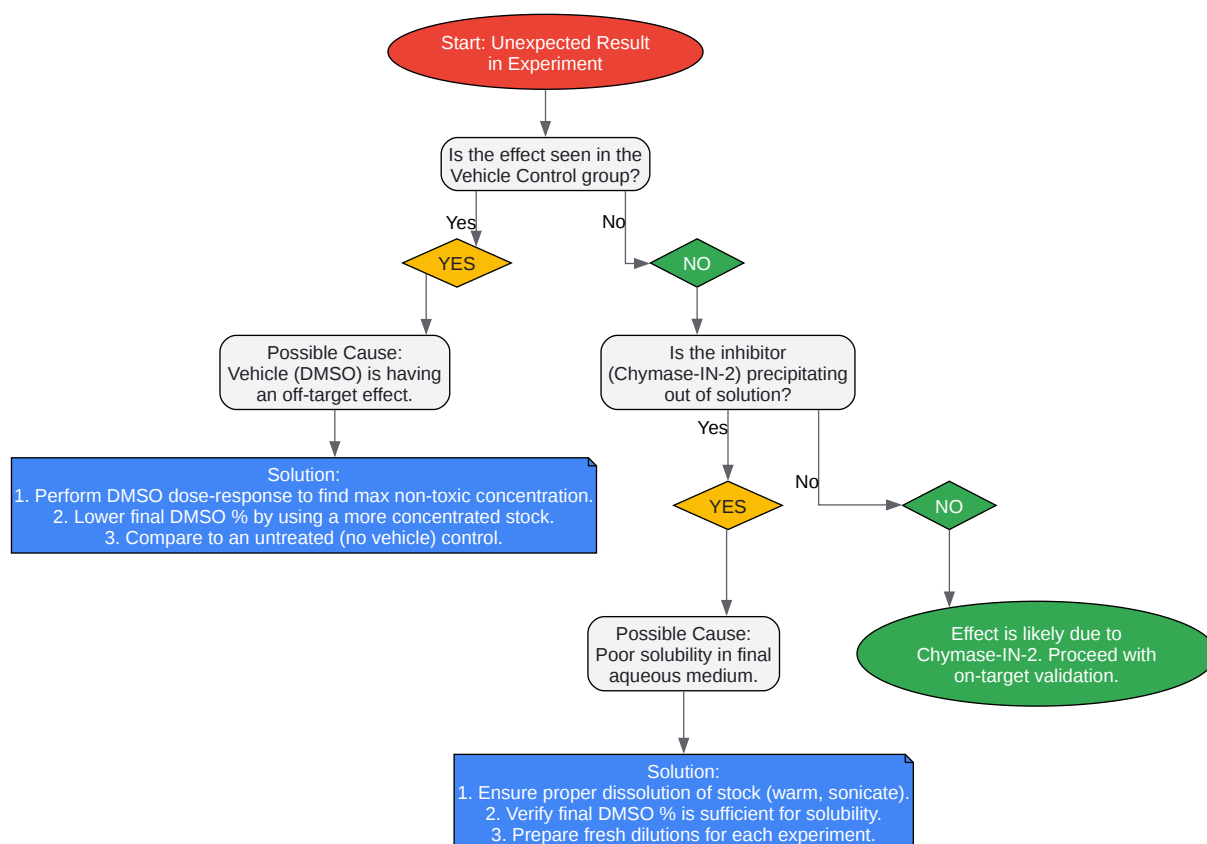 Start: Unexpected Result
in Experiment
Is the effect seen in the
Vehicle Control group?
Yes
No
YES
NO
Possible Cause:
Vehicle (DMSO) is having
an off-target effect.
Is the inhibitor
(Chymase-IN-2) precipitating
out of solution?
Yes
No
Solution:
1. Perform DMSO dose-response to find max non-toxic concentration.
2. Lower final DMSO % by using a more concentrated stock.
3. Compare to an untreated (no vehicle) control.
YES
NO
Possible Cause:
Poor solubility in final
aqueous medium.
Effect is likely due to
Chymase-IN-2. Proceed with
on-target validation.
Solution:
1. Ensure proper dissolution of stock (warm, sonicate).
2. Verify final DMSO % is sufficient for solubility.
3. Prepare fresh dilutions for each experiment.